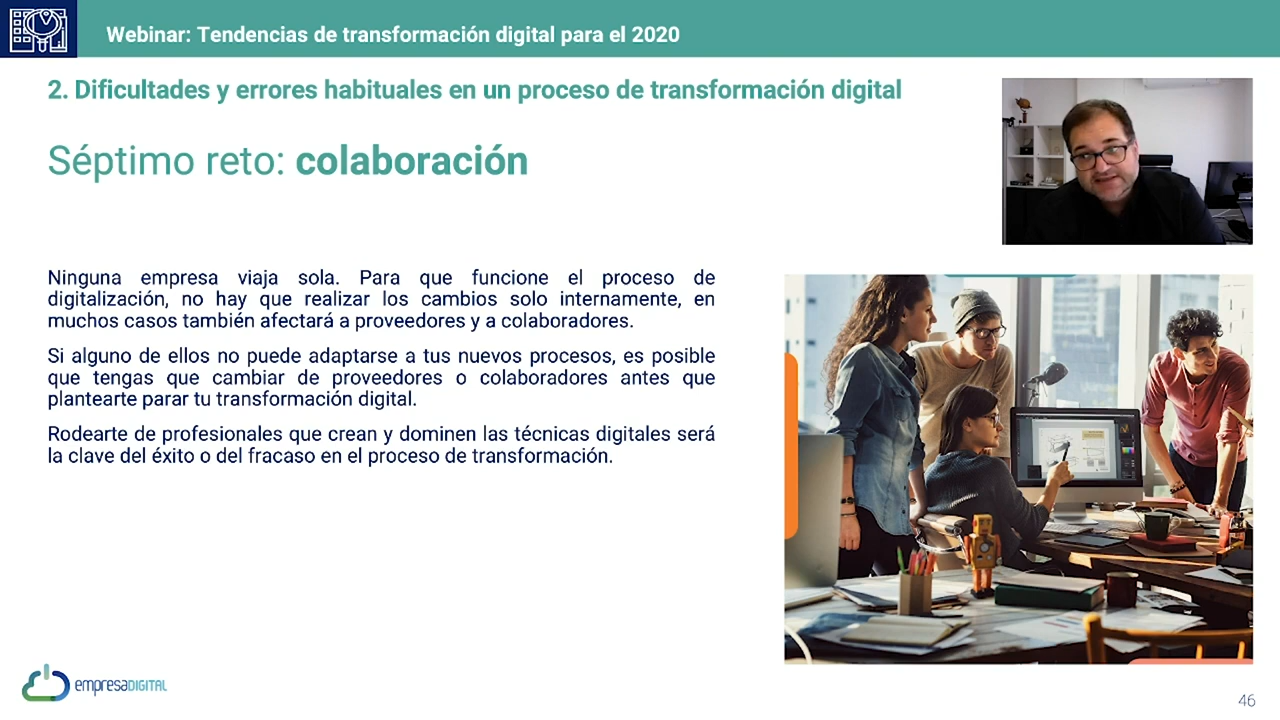 Webinar: Tendencias de transformación digital para el 2020
2. Dificultades y errores habituales en un proceso de transformación digital
Séptimo reto: colaboración
Ninguna empresa viaja sola. Para que funcione el proceso de
digitalización, no hay que realizar los cambios solo internamente, en
muchos casos también afectará a proveedores y a colaboradores.
Si alguno de ellos no puede adaptarse a tus nuevos procesos, es posible
que tengas que cambiar de proveedores o colaboradores antes que
plantearte parar tu transformación digital.
Rodearte de profesionales que crean y dominen las técnicas digitales será
la clave del éxito o del fracaso en el proceso de transformación.
empresaDIGITAL
46